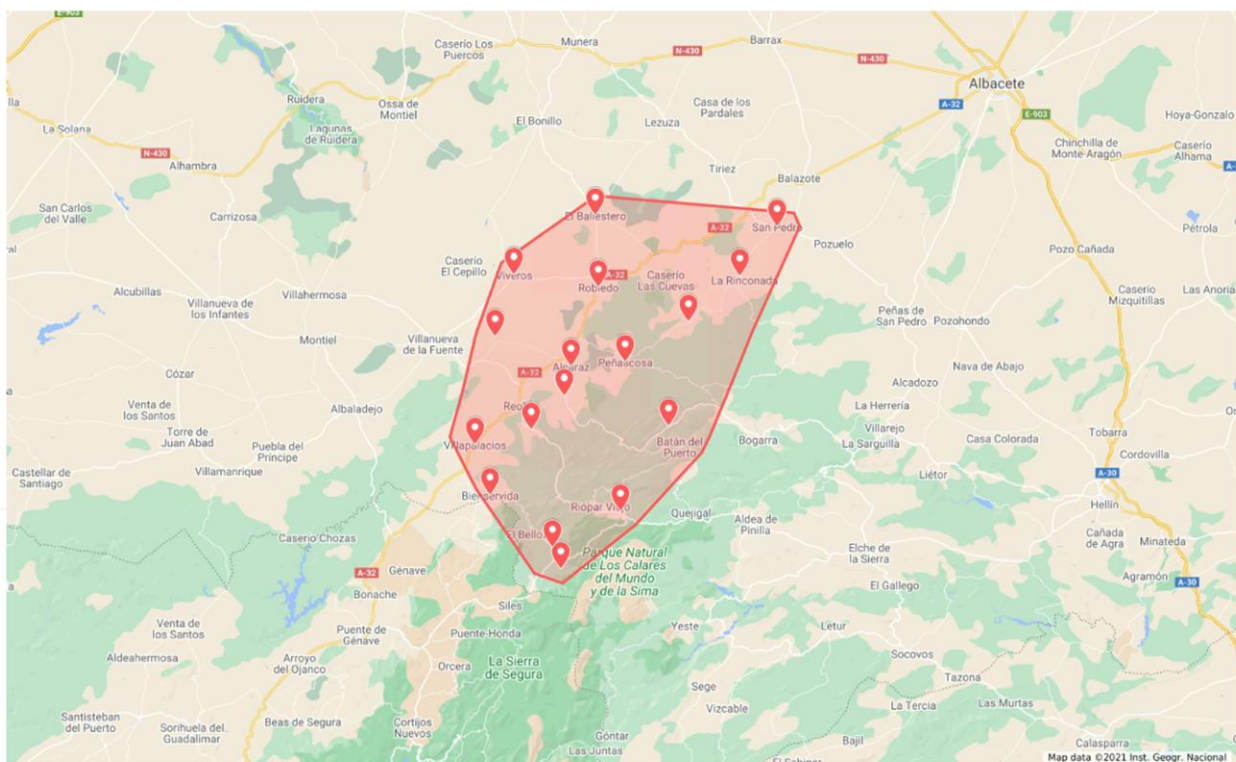 E-903
Caserío Los
Puercos
Munera
N-430
Barrax
N-430
Albacete
A-32
E-903
Hoya-Gonzalo
Ruidera
Ossa de
Montiel
Casa de los
Pardales
El Bonillo
Lezuza
La Solana
Lagunas
de Ruidera
N-430
Alhambra
Chinchilla de
Monte-Aragón
Caserío
Alhama
Tiriez
Balazote
San Carlos
del Valle
Carrizosa
El Ballestero
San Pedro
A-32
Pozuelo
Pétrola
Pozo Cañada
Caserío
El Cepillo
Viveros
Robledo
A-32
Caserío
Las Cuevas
La Rinconada
Alcubillas
Villanueva de
los Infantes
Villahermosa
Caserío
Mizquitillas
Las Anorias
Peñas de
San Pedro
Pozohondo
Montiel
Villanueva
de la Fuente
Alcaraz
Peñascosa
Cózar
A-32
Nava de Abajo
Alcadozo
Venta de
los Santos
Torre de
Juan Abad
Albaladejo
La Herrería
Puebla del
Príncipe
Villapalacios
Batán del
Puerto
Bogarra
Villarejo
La Sarguilla
Casa Colorada
Tobarra
Cordovilla
Castellar de
Santiago
Villamanrique
Liétor
A-30
Bienservida
Riópar Viejo
Quejigal
Hellín
Aldea de
Pinilla
Cañada
de Agra
Minateda
Caserío Chozas
Parque Natural
de Los Calares
del Mundo
y de la Sima
Elche de
la Sierra
A-32
Génave
Bonache
El Gallego
Agramón
A-30
Siles
Venta de
los Santos
Puente de
Génave
Puente-Honda
Yeste
Letur
Aldeahermosa
Arroyo
del Ojanco
Orcera
La Sierra
de Segura
Socovos
Tazona
Sege
Vizcable
La Tercia
Las Murtas
Santisteban
del Puerto
Sorihuela del
Guadalimar
Beas de Segura
Cortijos
Nuevos
Góntar
Las Juntas
Bajil
Calasparra
Map data ©2021 Inst. Geogr. Nacional